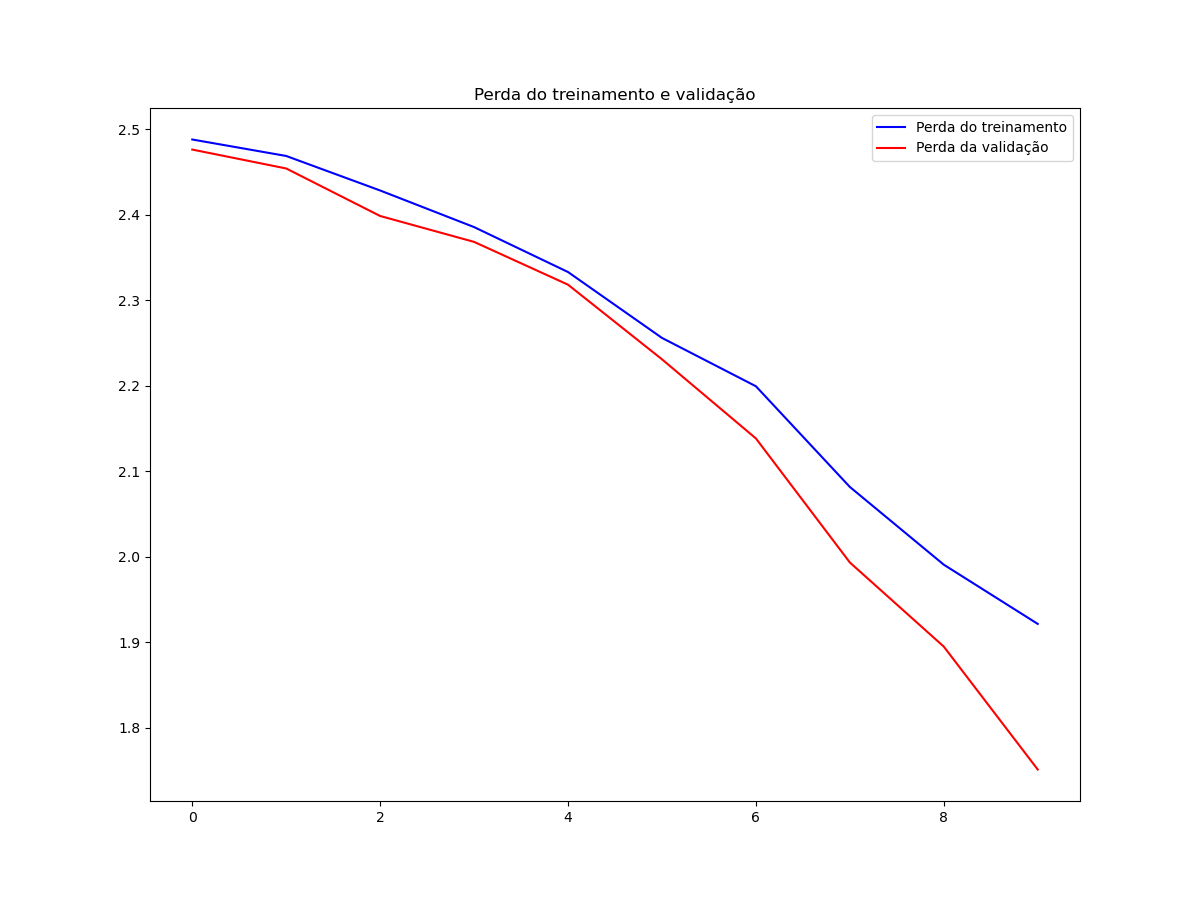 Perda do treinamento e validação
Perda do treinamento
Perda da validação
2.5
2.4
2.3
2.2
2.1
2.0
1.9
1.8
0 2 4 6 8